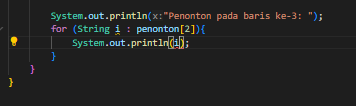 System.out.println(x:"Penonton pada baris ke-3: ");
for (String i : penonton[2]){
System.out.println(i);
}
}
}